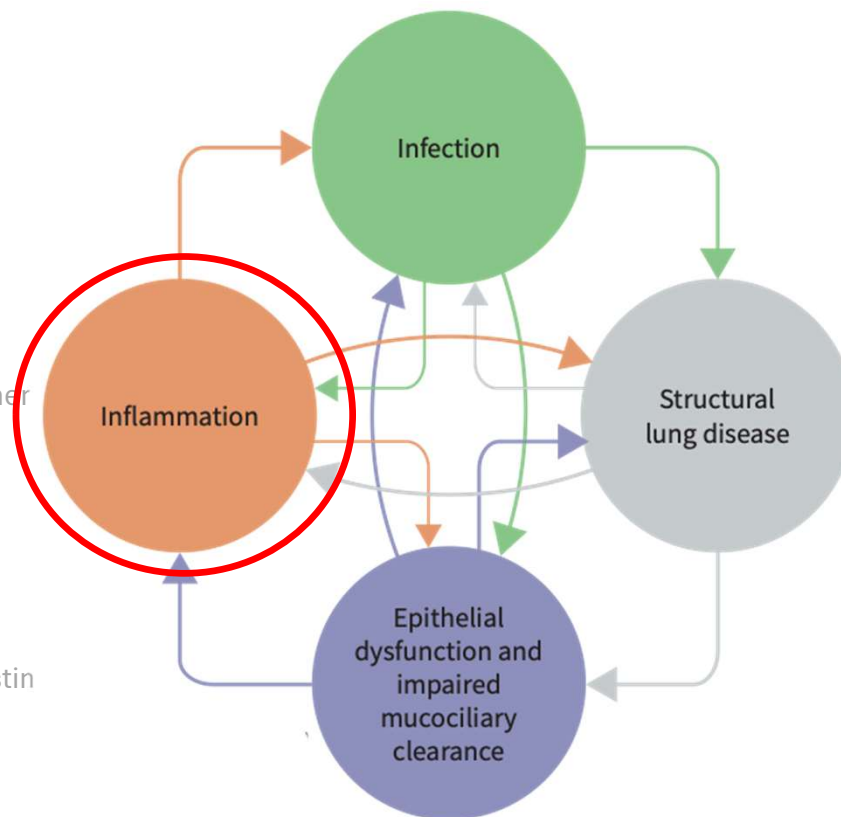 Infection
Inflammation
Structural
lung disease
Epithelial
dysfunction and
impaired
mucociliary
clearance